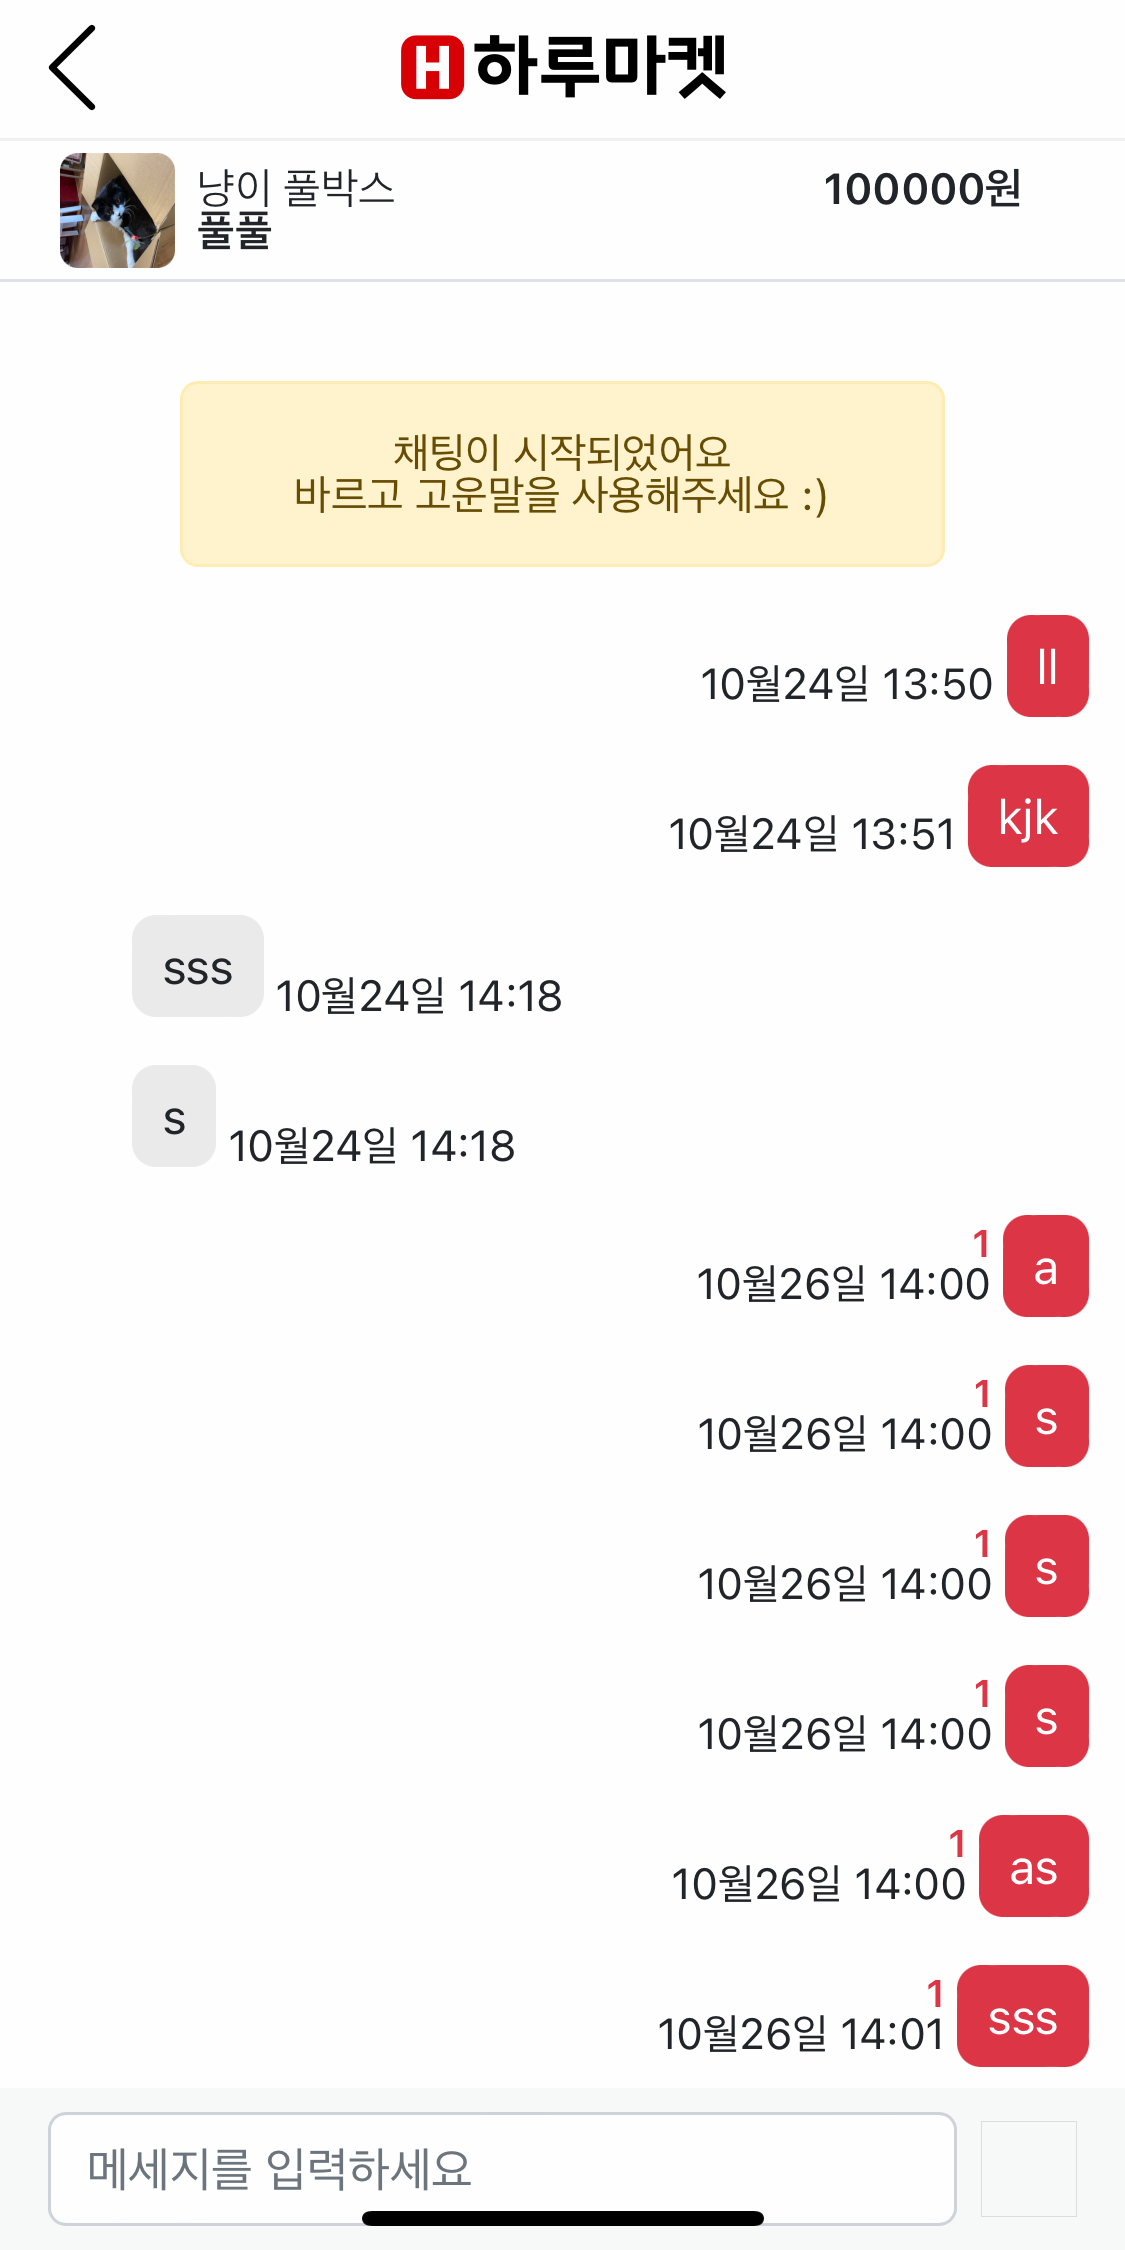 H 하루마켓
냥이 풀박스
100000원
풀풀
채팅이 시작되었어요
바르고 고운말을 사용해주세요 :)
10월24일 13:50 ll
10월24일 13:51 kjk
sss 10월24일 14:18
s 10월24일 14:18
1
10월26일 14:00 a
1
10월26일 14:00 s
1
10월26일 14:00 s
1
10월26일 14:00 s
1
10월26일 14:00 as
1
10월26일 14:01 sss
메세지를 입력하세요